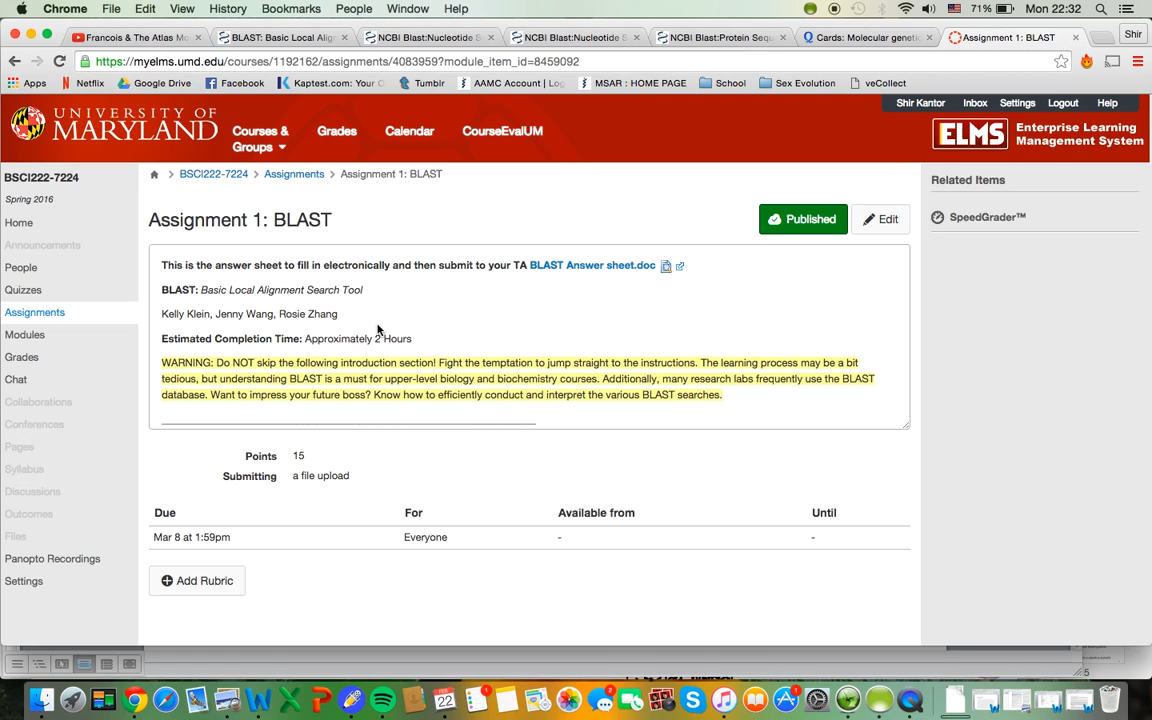 Chrome File Edit View History Bookmarks People Window Help 71% Mon 22:32
Francois & The Atlas Mou BLAST: Basic Local Alig NCBI Blast:Nucleotide S NCBI Blast:Nucleotide S NCBI Blast:Protein Sequ Cards: Molecular genetic Assignment 1: BLAST Shir
https://myelms.umd.edu/courses/1192162/assignments/4083959?module_item_id=8459092
Apps Netflix Google Drive Facebook Kaptest.com: Your O Tumblr AAMC Account | Log MSAR : HOME PAGE School Sex Evolution veCollect
Shir Kantor Inbox Settings Logout Help
UNIVERSITY OF
MARYLAND
Courses &
Groups
Grades Calendar CourseEvalUM
ELMS Enterprise Learning
Management System
BSCI222-7224
Spring 2016
Home
Announcements
People
Quizzes
Assignments
Modules
Grades
Chat
Collaborations
Conferences
Pages
Syllabus
Discussions
Outcomes
Files
Panopto Recordings
Settings
> BSCI222-7224 > Assignments > Assignment 1: BLAST
Assignment 1: BLAST
Published
Edit
This is the answer sheet to fill in electronically and then submit to your TA BLAST Answer sheet.doc
BLAST: Basic Local Alignment Search Tool
Kelly Klein, Jenny Wang, Rosie Zhang
Estimated Completion Time: Approximately 2 Hours
WARNING: Do NOT skip the following introduction section! Fight the temptation to jump straight to the instructions. The learning process may be a bit
tedious, but understanding BLAST is a must for upper-level biology and biochemistry courses. Additionally, many research labs frequently use the BLAST
database. Want to impress your future boss? Know how to efficiently conduct and interpret the various BLAST searches.
Points 15
Submitting a file upload
Due For Available from Until
Mar 8 at 1:59pm Everyone - -
Add Rubric
Related Items
SpeedGrader™